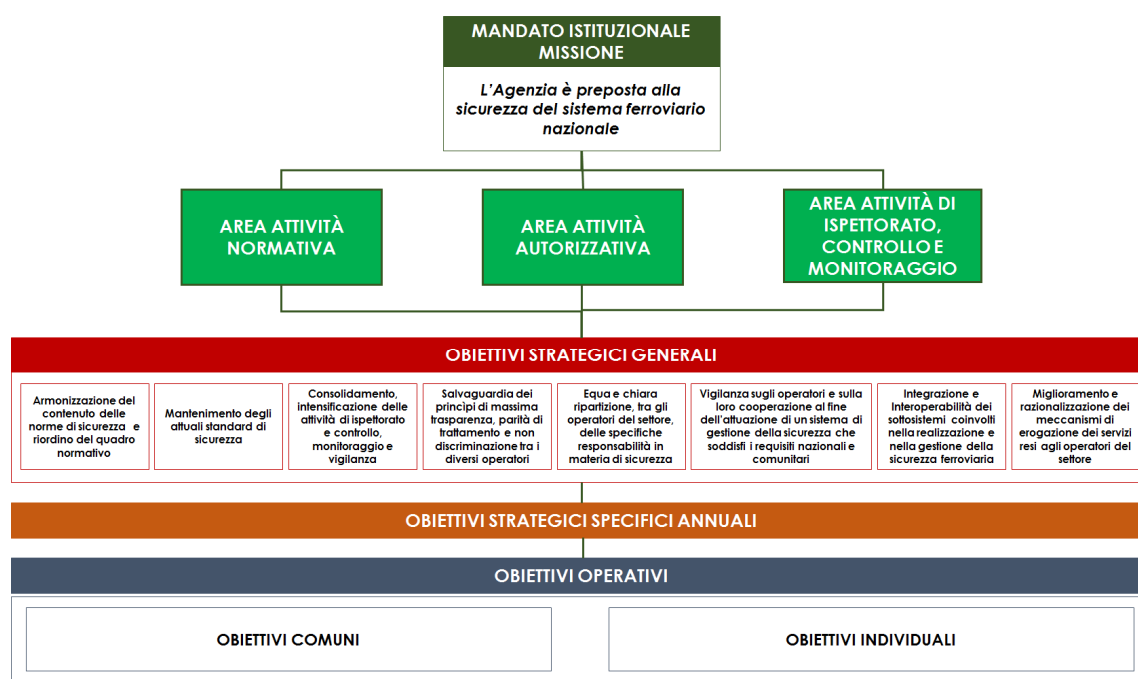 MANDATO ISTITUZIONALE
MISSIONE
L'Agenzia è preposta alla
sicurezza del sistema ferroviario
nazionale
AREA ATTIVITÀ
NORMATIVA
AREA ATTIVITÀ
AUTORIZZATIVA
AREA ATTIVITÀ DI
ISPETTORATO,
CONTROLLO E
MONITORAGGIO
OBIETTIVI STRATEGICI GENERALI
Armonizzazione del
contenuto delle
norme di sicurezza e
riordino del quadro
normativo
Mantenimento degli
attuali standard di
sicurezza
Consolidamento,
intensificazione delle
attività di ispettorato
e controllo,
monitoraggio e
vigilanza
Salvaguardia dei
princìpi di massima
trasparenza, parità di
trattamento e non
discriminazione tra i
diversi operatori
Equa e chiara
ripartizione, tra gli
operatori del settore,
delle specifiche
responsabilità in
materia di sicurezza
Vigilanza sugli operatori e sulla
loro cooperazione al fine
dell'attuazione di un sistema di
gestione della sicurezza che
soddisfi i requisiti nazionali e
comunitari
Integrazione e
Interoperabilità dei
sottosistemi coinvolti
nella realizzazione e
nella gestione della
sicurezza ferroviaria
Miglioramento e
razionalizzazione dei
meccanismi di
erogazione dei servizi
resi agli operatori del
settore
OBIETTIVI STRATEGICI SPECIFICI ANNUALI
OBIETTIVI OPERATIVI
OBIETTIVI COMUNI
OBIETTIVI INDIVIDUALI